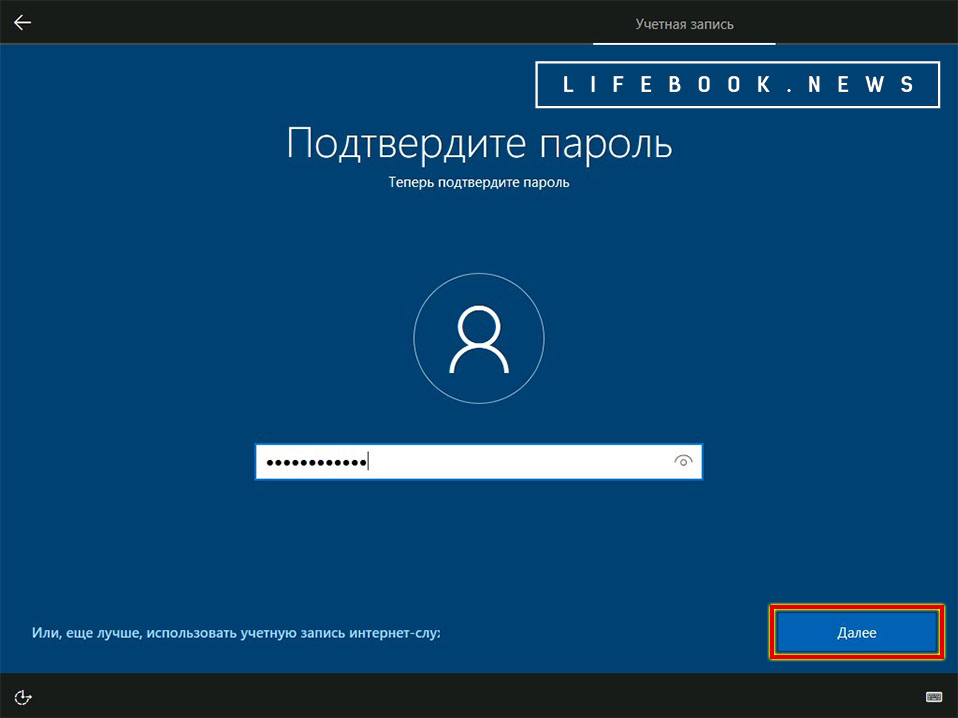 Учетная запись
LIFEBOOK.NEWS
Подтвердите пароль
Теперь подтвердите пароль
••••••••••••
Или, еще лучше, использовать учетную запись интернет-слу
Далее